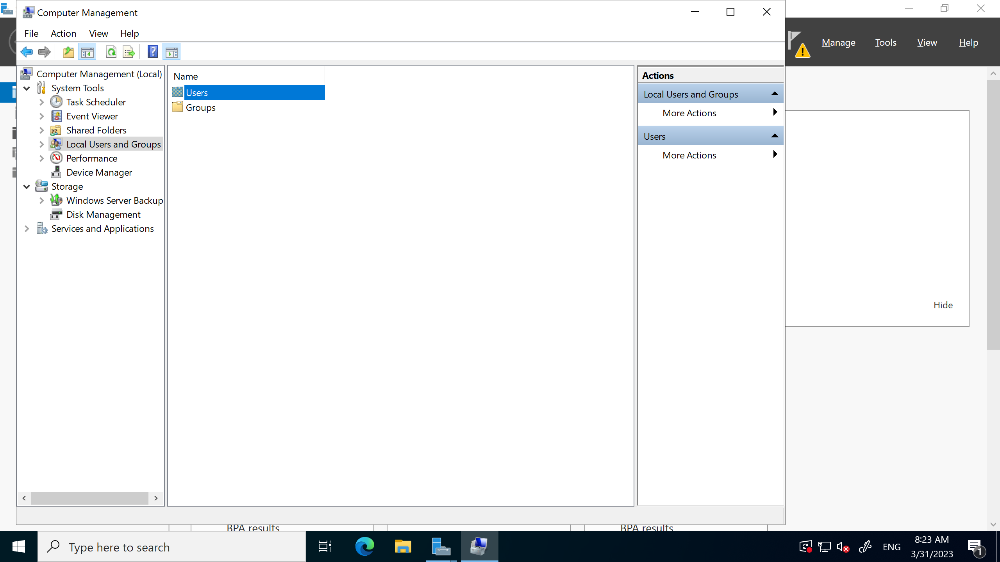 Computer Management
File Action View Help
Manage Tools View Help
Computer Management (Local)
System Tools
Task Scheduler
Event Viewer
Shared Folders
Local Users and Groups
Performance
Device Manager
Storage
Windows Server Backup
Disk Management
Services and Applications
Name
Users
Groups
Actions
Local Users and Groups
More Actions
Users
More Actions
Hide
BPA results
BPA results
Type here to search
ENG
8:23 AM
3/31/2023
1